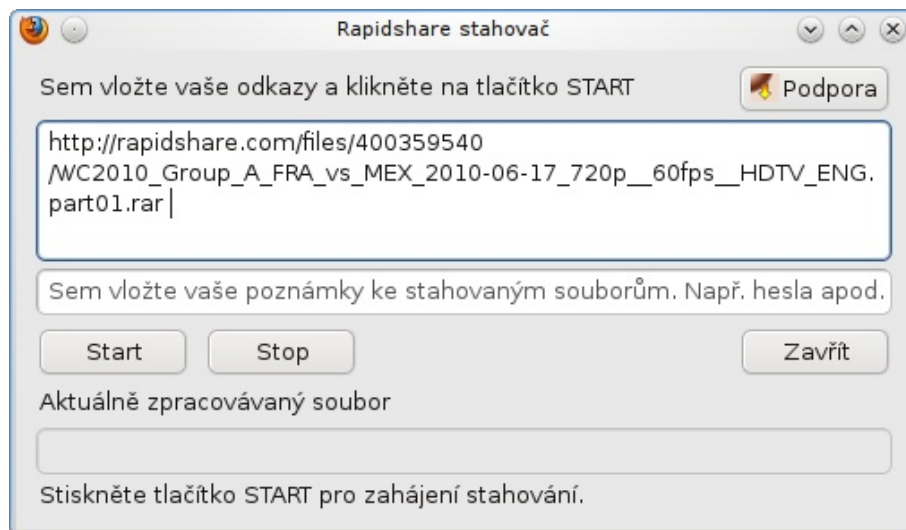 Rapidshare stahovač
Sem vložte vaše odkazy a klikněte na tlačítko START
Podpora
http://rapidshare.com/files/400359540
/WC2010_Group_A_FRA_vs_MEX_2010-06-17_720p__60fps__HDTV_ENG.
part01.rar
Sem vložte vaše poznámky ke stahovaným souborům. Např. hesla apod.
Start
Stop
Zavřít
Aktuálně zpracovávaný soubor
Stiskněte tlačítko START pro zahájení stahování.